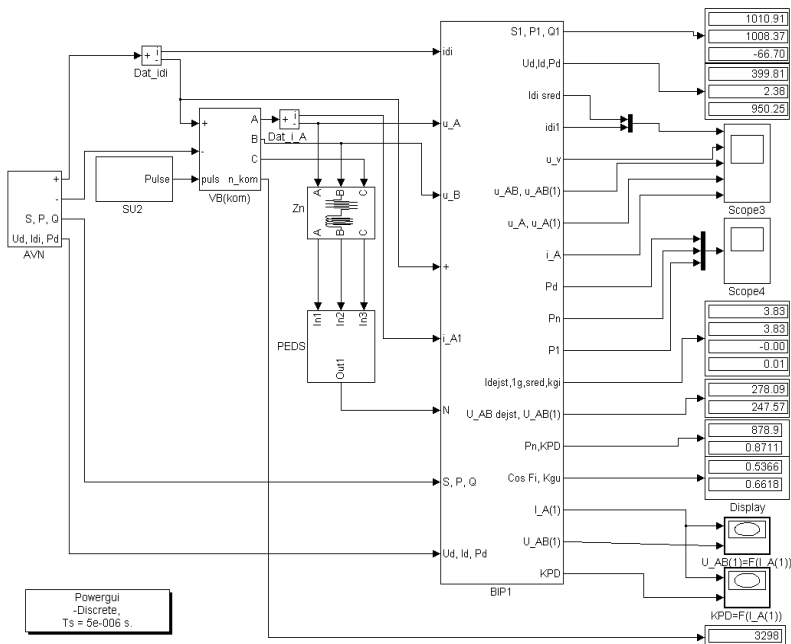 +
i
-
Dat_idi
+
-
puls
A
B
C
n_kom
VB(kom)
+
i
-
Dat_i_A
Pulse
SU2
+
-
S, P, Q
Ud, Idi, Pd
AVN
A
B
C
Zn
A
B
C
In1
In2
In3
PEDS
Out1
idi
u_A
u_B
+
i_A1
N
S, P, Q
Ud, Id, Pd
S1, P1, Q1
Ud,Id,Pd
Idi sred
idi1
u_v
u_AB, u_AB(1)
u_A, u_A(1)
i_A
Pd
Pn
P1
Idejst,1g,sred,kgi
U_AB dejst, U_AB(1)
Pn,KPD
Cos Fi, Kgu
I_A(1)
U_AB(1)
KPD
BIP1
1010.91
1008.37
-66.70
399.81
2.38
950.25
Scope3
Scope4
3.83
3.83
-0.00
0.01
278.09
247.57
878.9
0.8711
0.5366
0.6618
Display
U_AB(1)=F(I_A(1))
KPD=F(I_A(1))
3298
Powergui
-Discrete,
Ts = 5e-006 s.